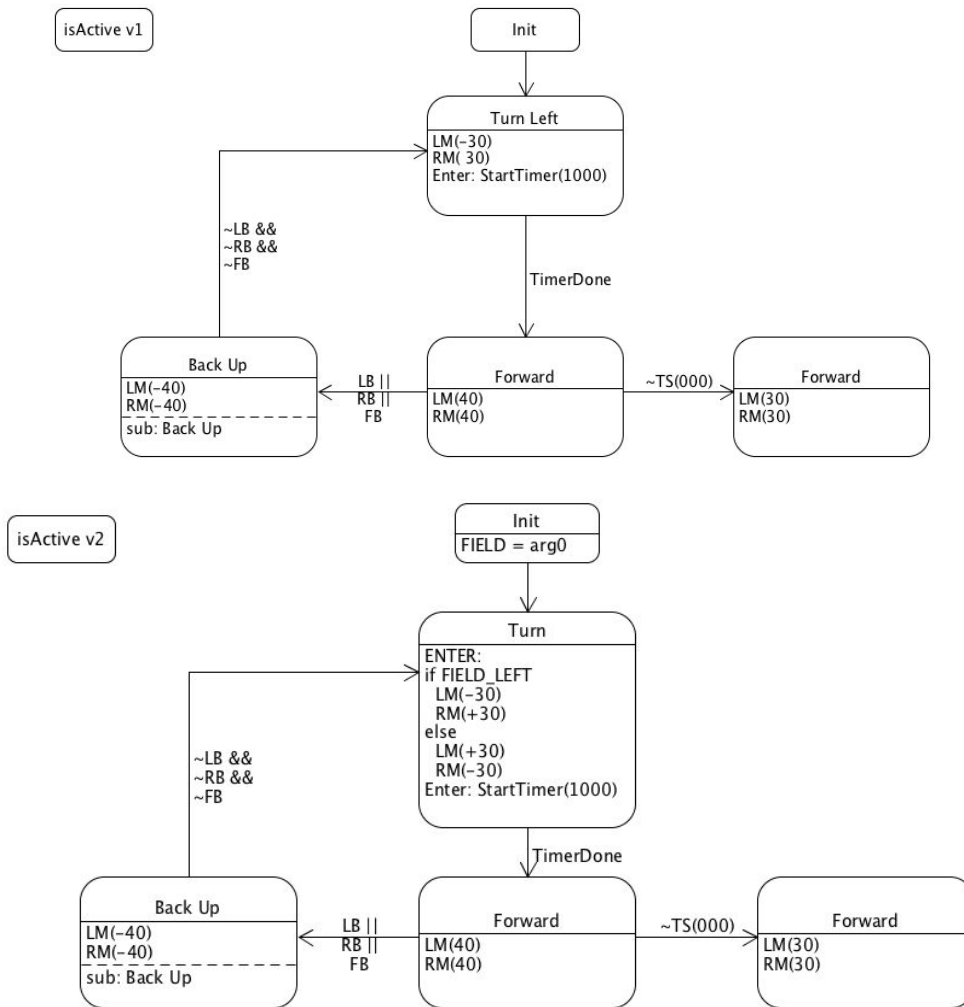 isActive v1
Init
Turn Left
LM(-30)
RM( 30)
Enter: StartTimer(1000)
~LB &&
~RB &&
~FB
TimerDone
Back Up
LM(-40)
RM(-40)
sub: Back Up
LB ||
RB ||
FB
Forward
LM(40)
RM(40)
~TS(000)
Forward
LM(30)
RM(30)
isActive v2
Init
FIELD = arg0
Turn
ENTER:
if FIELD_LEFT
LM(-30)
RM(+30)
else
LM(+30)
RM(-30)
Enter: StartTimer(1000)
~LB &&
~RB &&
~FB
TimerDone
Back Up
LM(-40)
RM(-40)
sub: Back Up
LB ||
RB ||
FB
Forward
LM(40)
RM(40)
~TS(000)
Forward
LM(30)
RM(30)